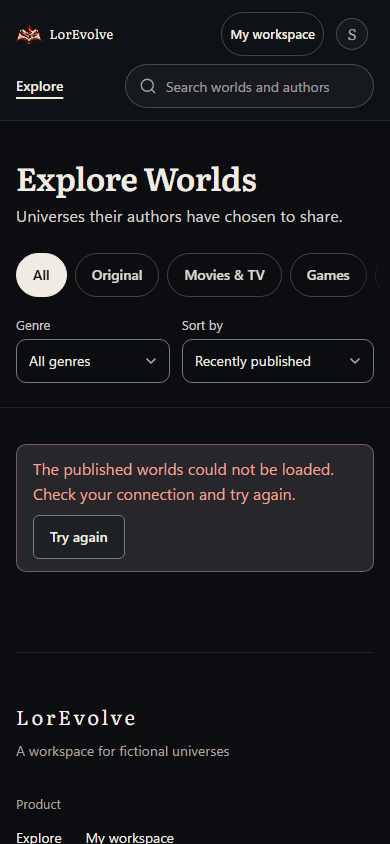 LorEvolve
My workspace
S
Explore
Search worlds and authors
Explore Worlds
Universes their authors have chosen to share.
All
Original
Movies & TV
Games
Genre
Sort by
All genres
Recently published
The published worlds could not be loaded.
Check your connection and try again.
Try again
LorEvolve
A workspace for fictional universes
Product
Explore
My workspace